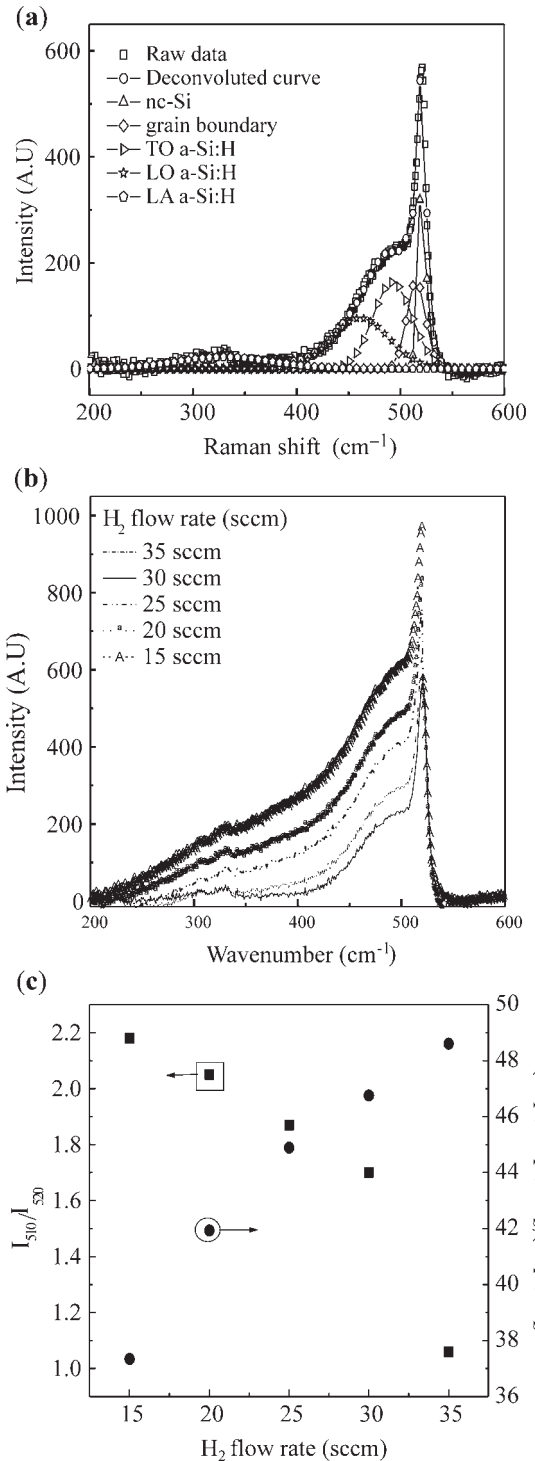 (a)
600
400
200
0
Intensity (A.U)
Raw data
Deconvoluted curve
nc-Si
grain boundary
TO a-Si:H
LO a-Si:H
LA a-Si:H
200 300 400 500 600
Raman shift (cm⁻¹)
(b)
1000
800
600
400
200
0
Intensity (A.U)
H₂ flow rate (sccm)
35 sccm
30 sccm
25 sccm
20 sccm
15 sccm
200 300 400 500 600
Wavenumber (cm⁻¹)
(c)
2.2
2.0
1.8
1.6
1.4
1.2
1.0
I₅₁₀/I₅₂₀
50
48
46
44
42
40
38
36
15 20 25 30 35
H₂ flow rate (sccm)